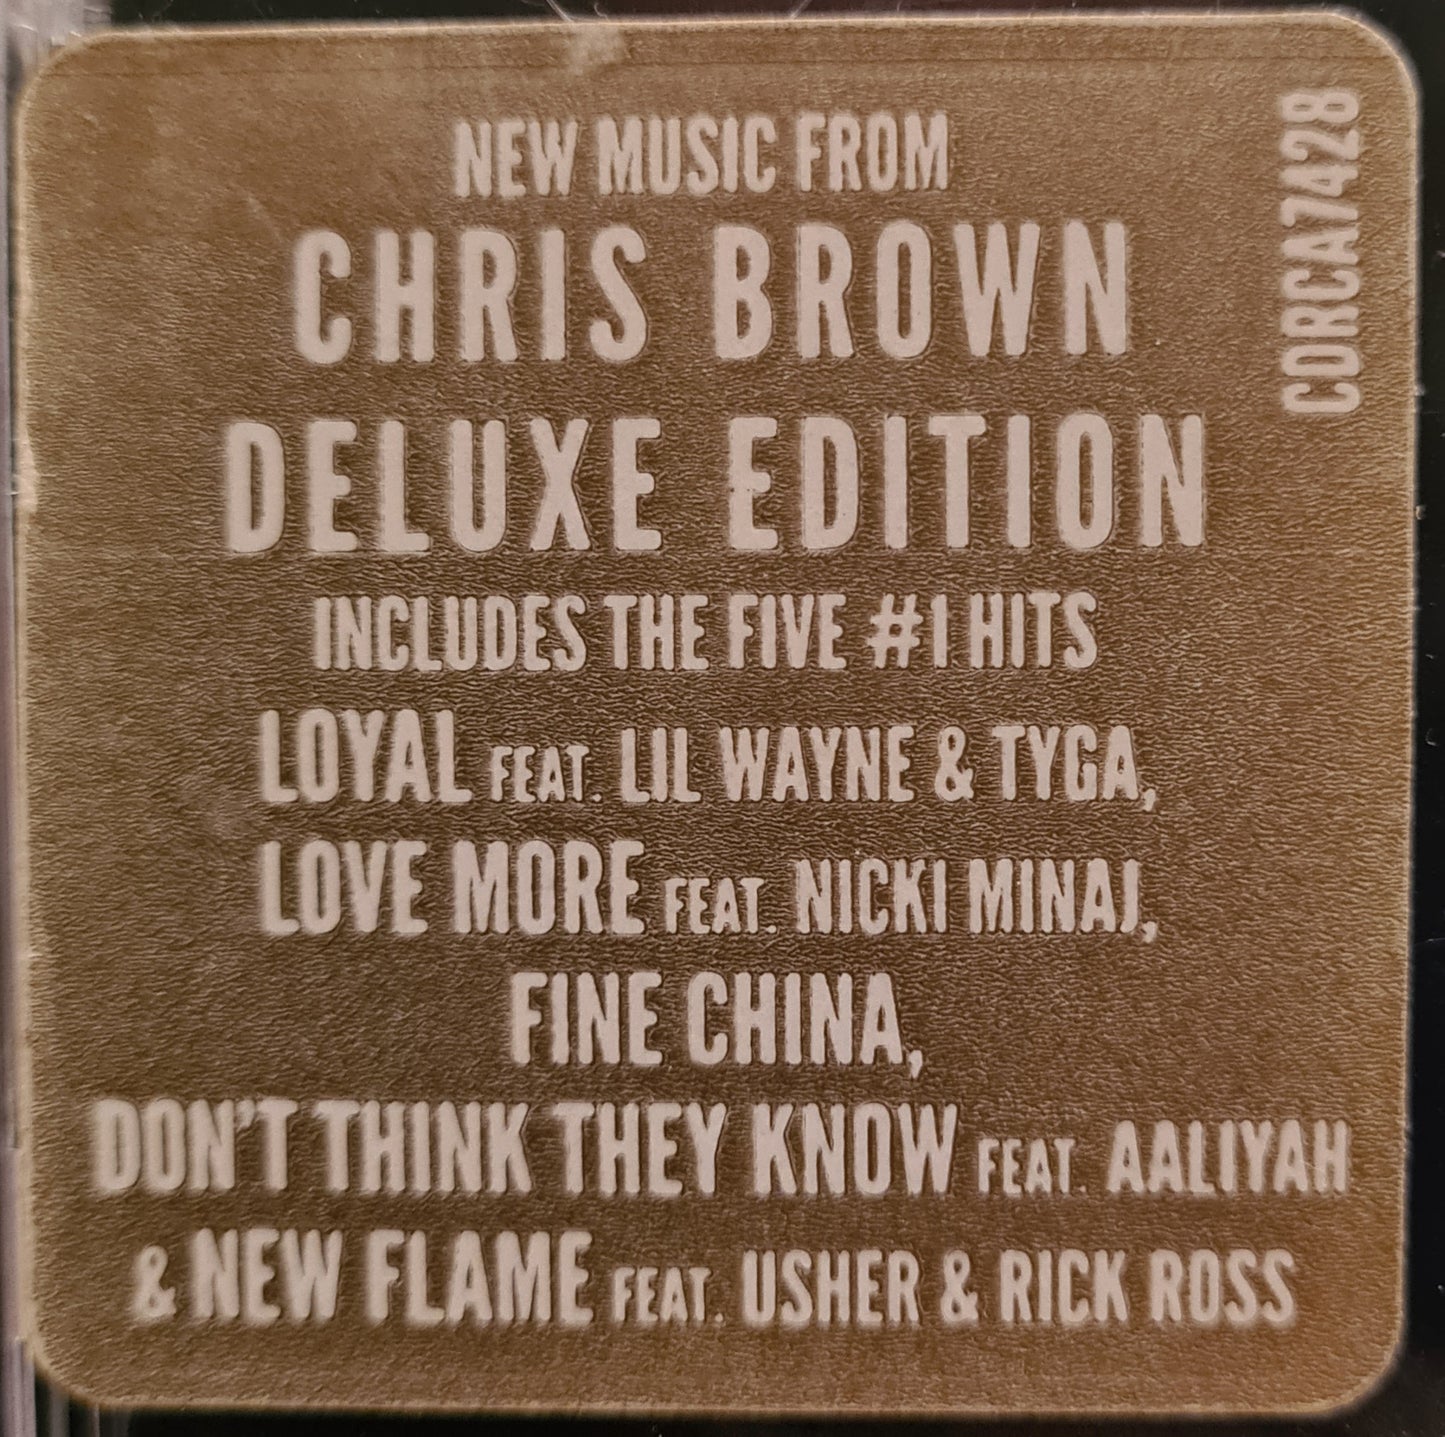 NEW MUSIC FROM
CHRIS BROWN
DELUXE EDITION
INCLUDES THE FIVE #1 HITS
LOYAL FEAT. LIL WAYNE & TYGA,
LOVE MORE FEAT. NICKI MINAJ,
FINE CHINA,
DON'T THINK THEY KNOW FEAT. AALIYAH
& NEW FLAME FEAT. USHER & RICK ROSS
CDRCA7428